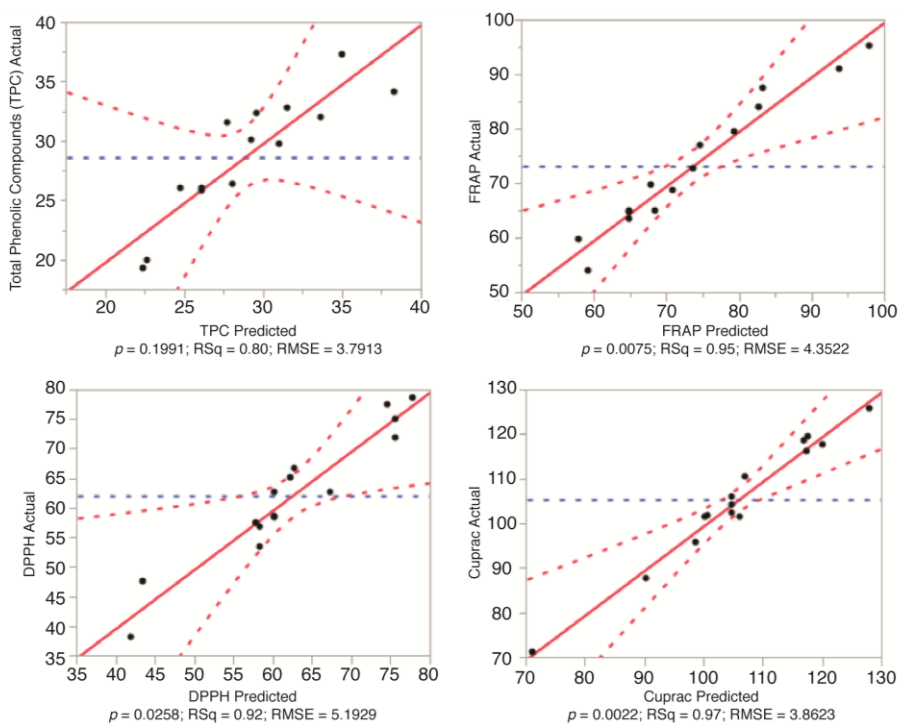 Total Phenolic Compounds (TPC) Actual
40
35
30
25
20
20 25 30 35 40
TPC Predicted
p = 0.1991; RSq = 0.80; RMSE = 3.7913
FRAP Actual
100
90
80
70
60
50
50 60 70 80 90 100
FRAP Predicted
p = 0.0075; RSq = 0.95; RMSE = 4.3522
DPPH Actual
80
75
70
65
60
55
50
45
40
35
35 40 45 50 55 60 65 70 75 80
DPPH Predicted
p = 0.0258; RSq = 0.92; RMSE = 5.1929
Cuprac Actual
130
120
110
100
90
80
70
70 80 90 100 110 120 130
Cuprac Predicted
p = 0.0022; RSq = 0.97; RMSE = 3.8623